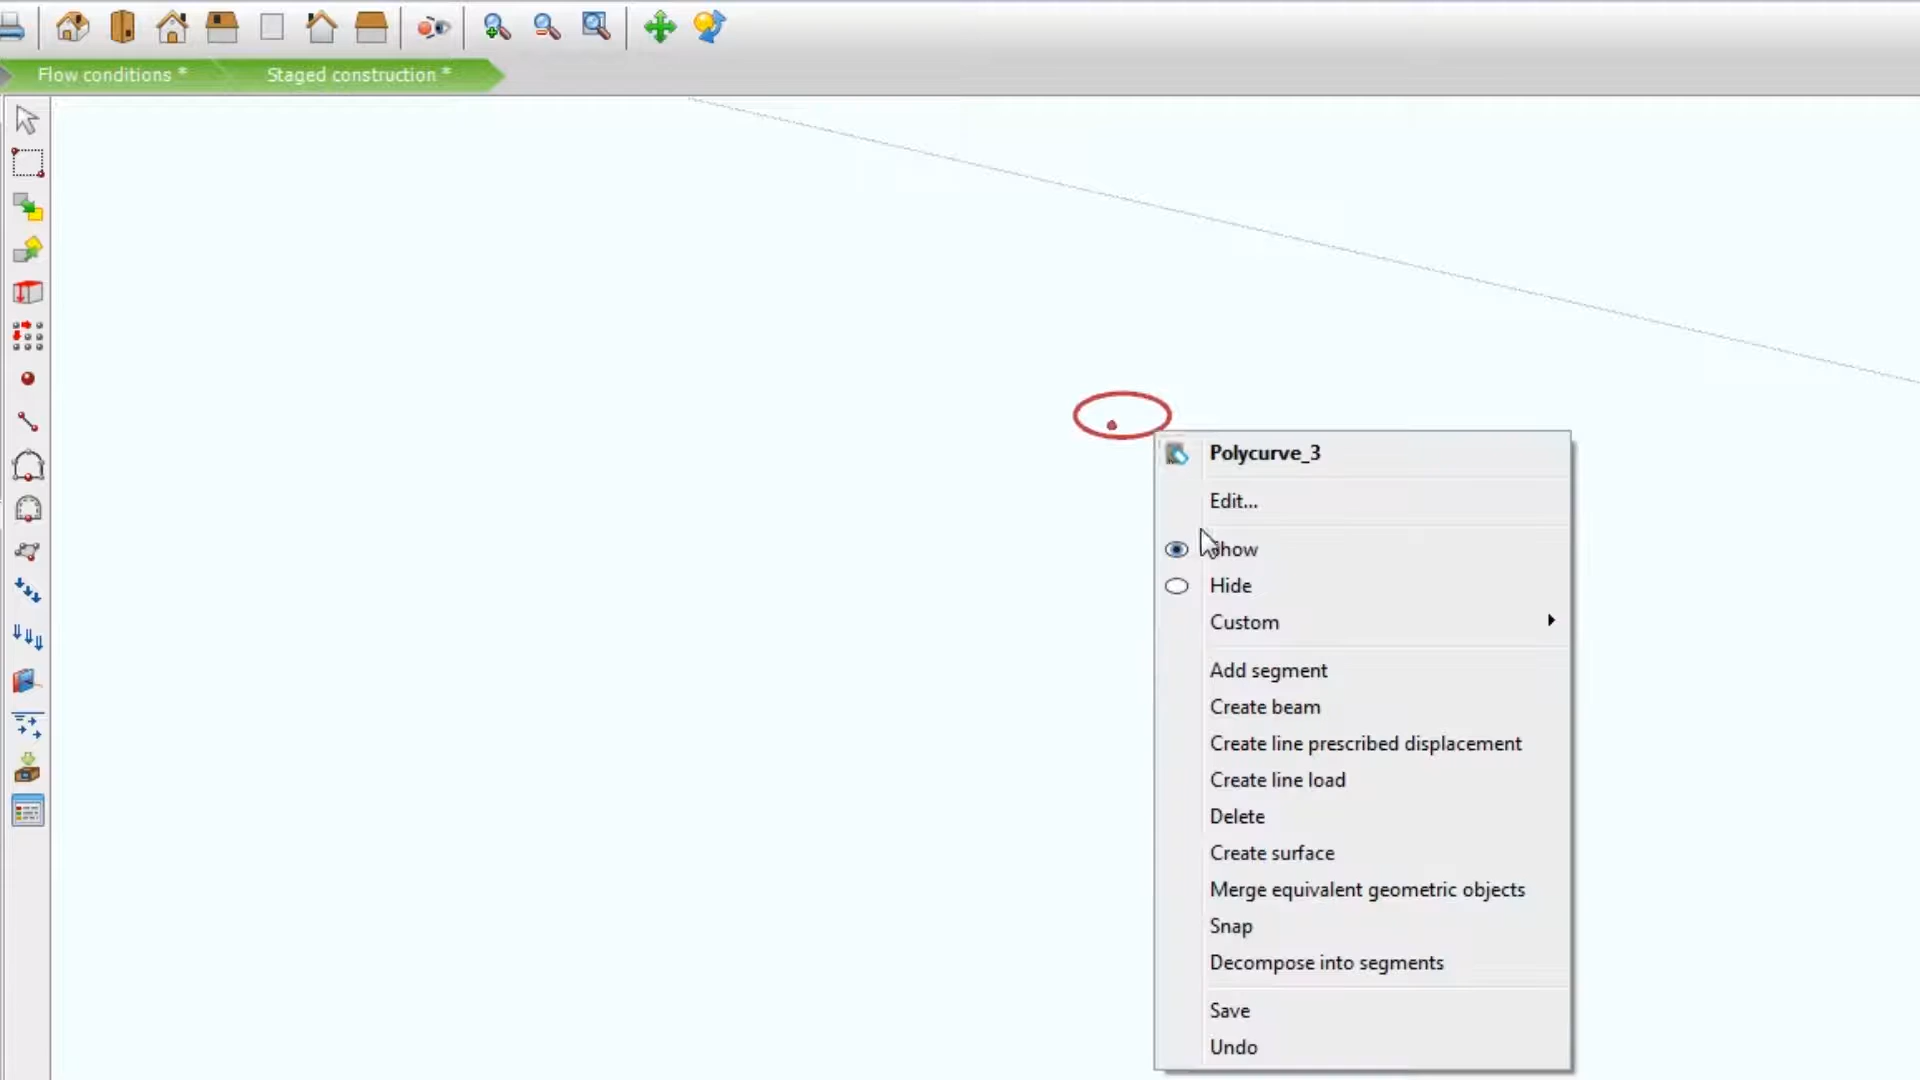 Flow conditions *
Staged construction *
Polycurve_3
Edit...
Show
Hide
Custom
Add segment
Create beam
Create line prescribed displacement
Create line load
Delete
Create surface
Merge equivalent geometric objects
Snap
Decompose into segments
Save
Undo